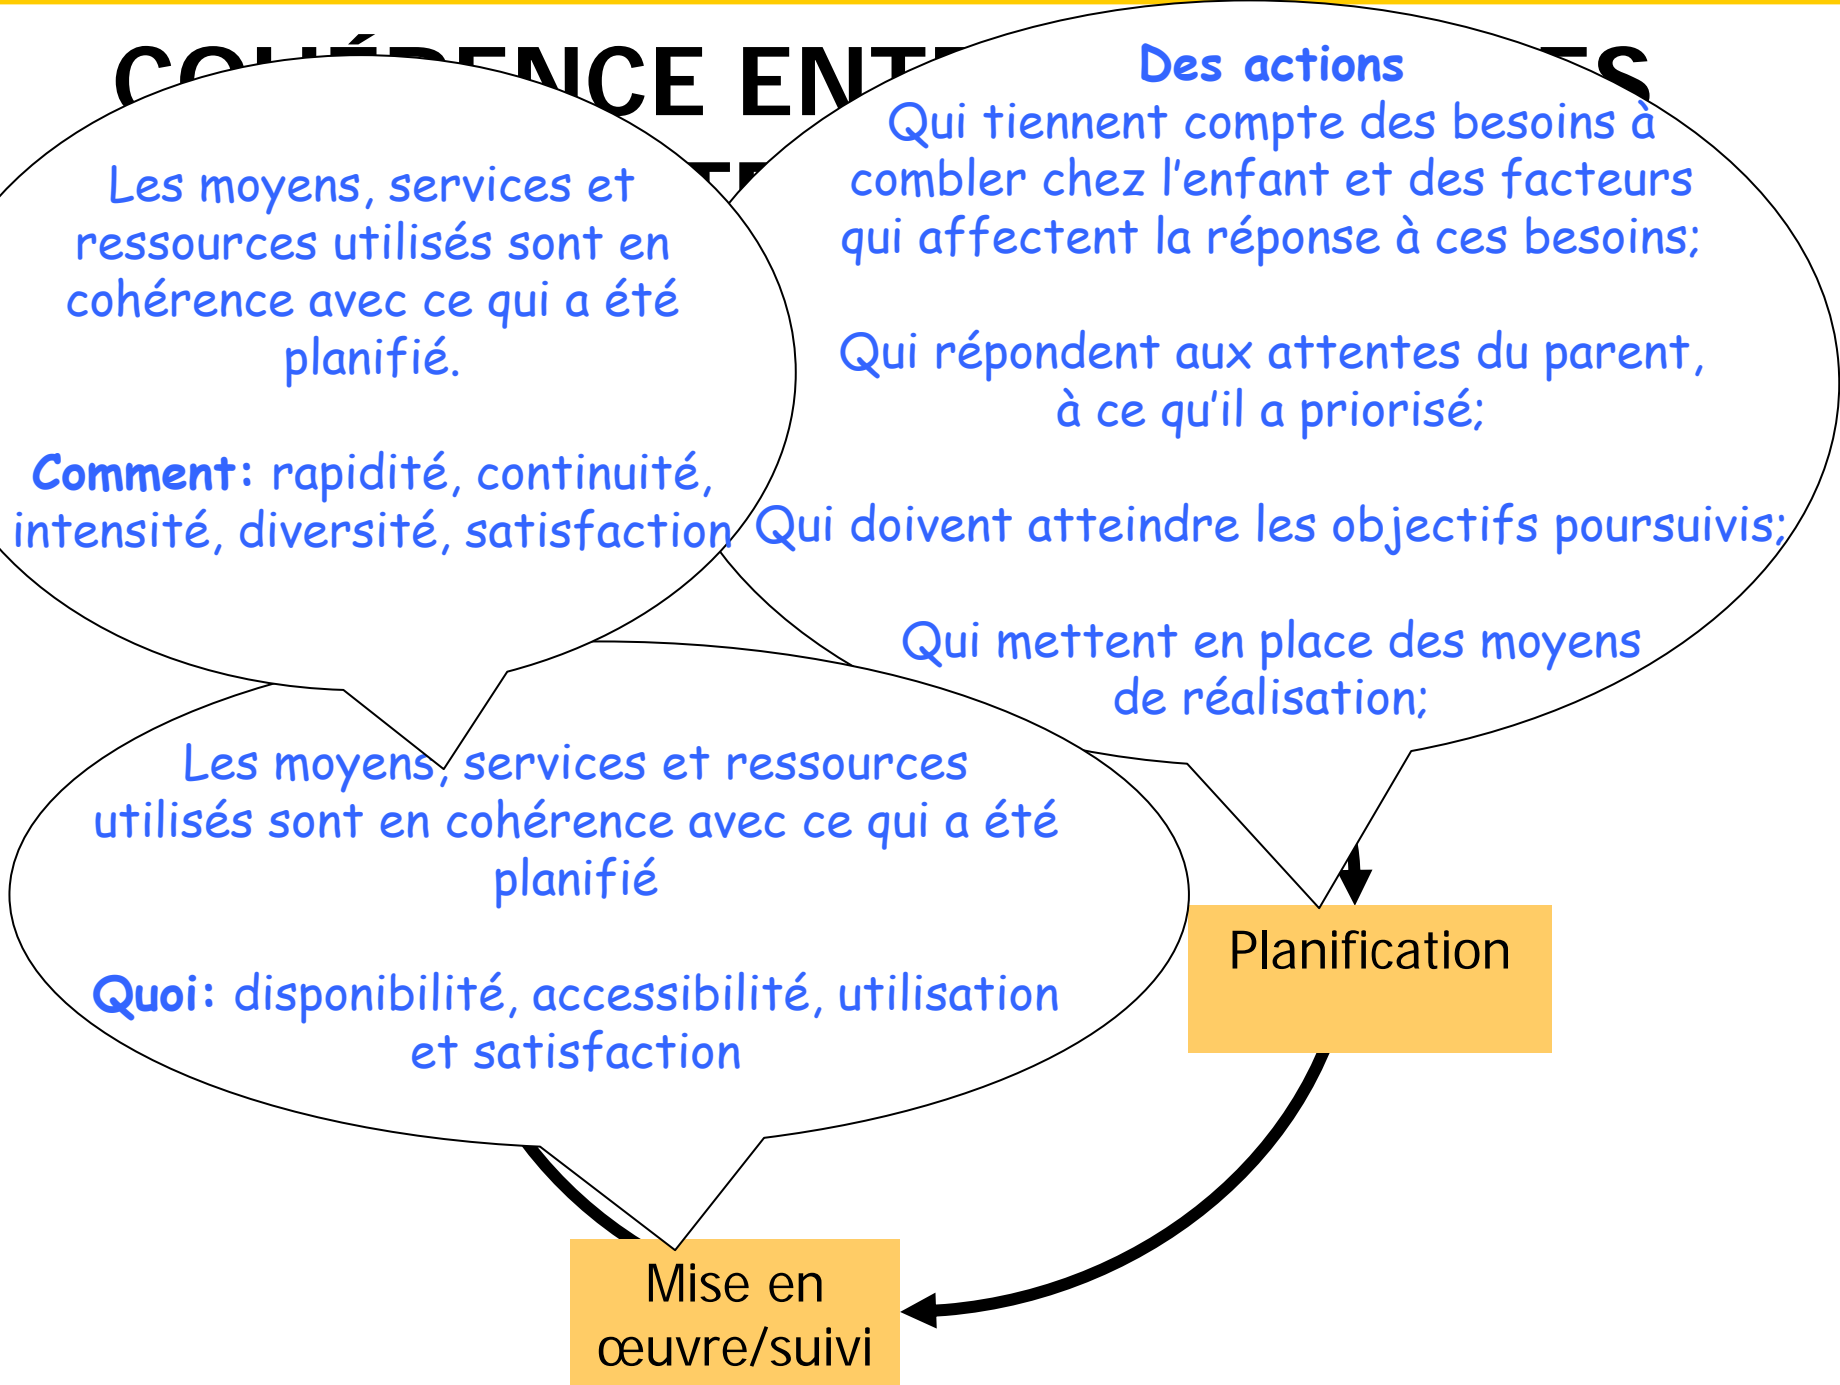 COHÉRENCE
Les moyens, services et
ressources utilisés sont en
cohérence avec ce qui a été
planifié.
Comment: rapidité, continuité,
intensité, diversité, satisfaction
Des actions
Qui tiennent compte des besoins à
combler chez l'enfant et des facteurs
qui affectent la réponse à ces besoins;
Qui répondent aux attentes du parent,
à ce qu'il a priorisé;
Qui doivent atteindre les objectifs poursuivis;
Qui mettent en place des moyens
de réalisation;
Les moyens, services et ressources
utilisés sont en cohérence avec ce qui a été
planifié
Quoi: disponibilité, accessibilité, utilisation
et satisfaction
Planification
Mise en
œuvre/suivi